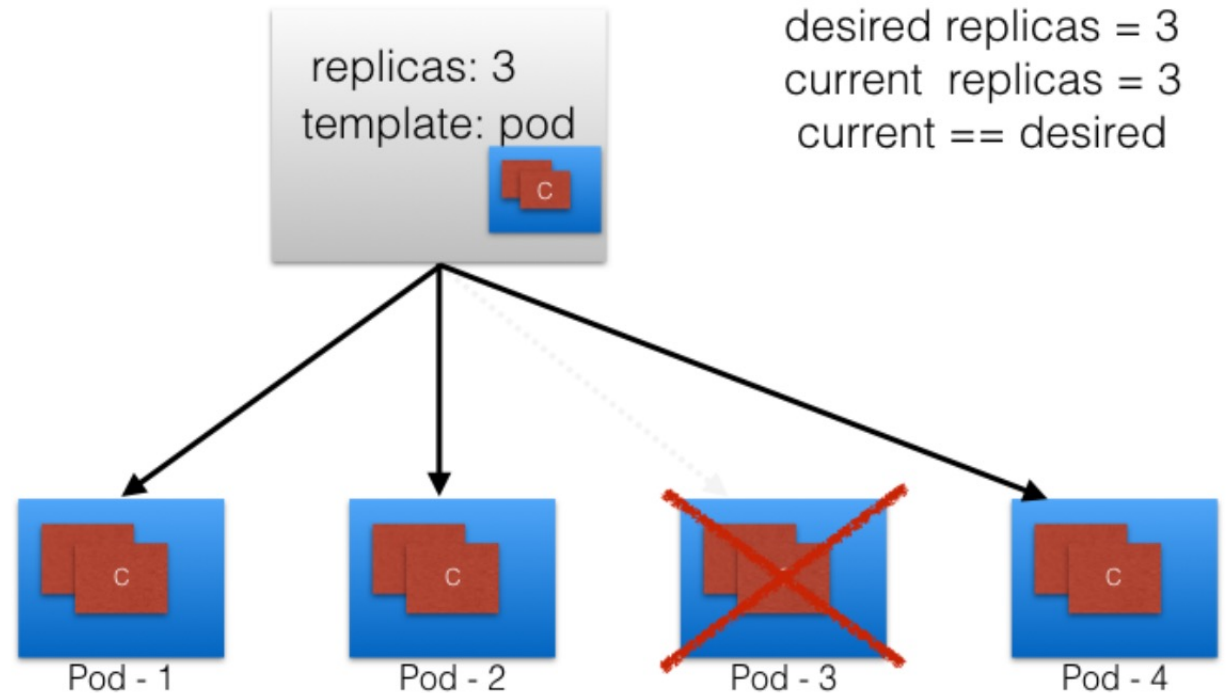 replicas: 3
template: pod
C
desired replicas = 3
current replicas = 3
current == desired
C
C
C
Pod - 1
Pod - 2
Pod - 3
Pod - 4